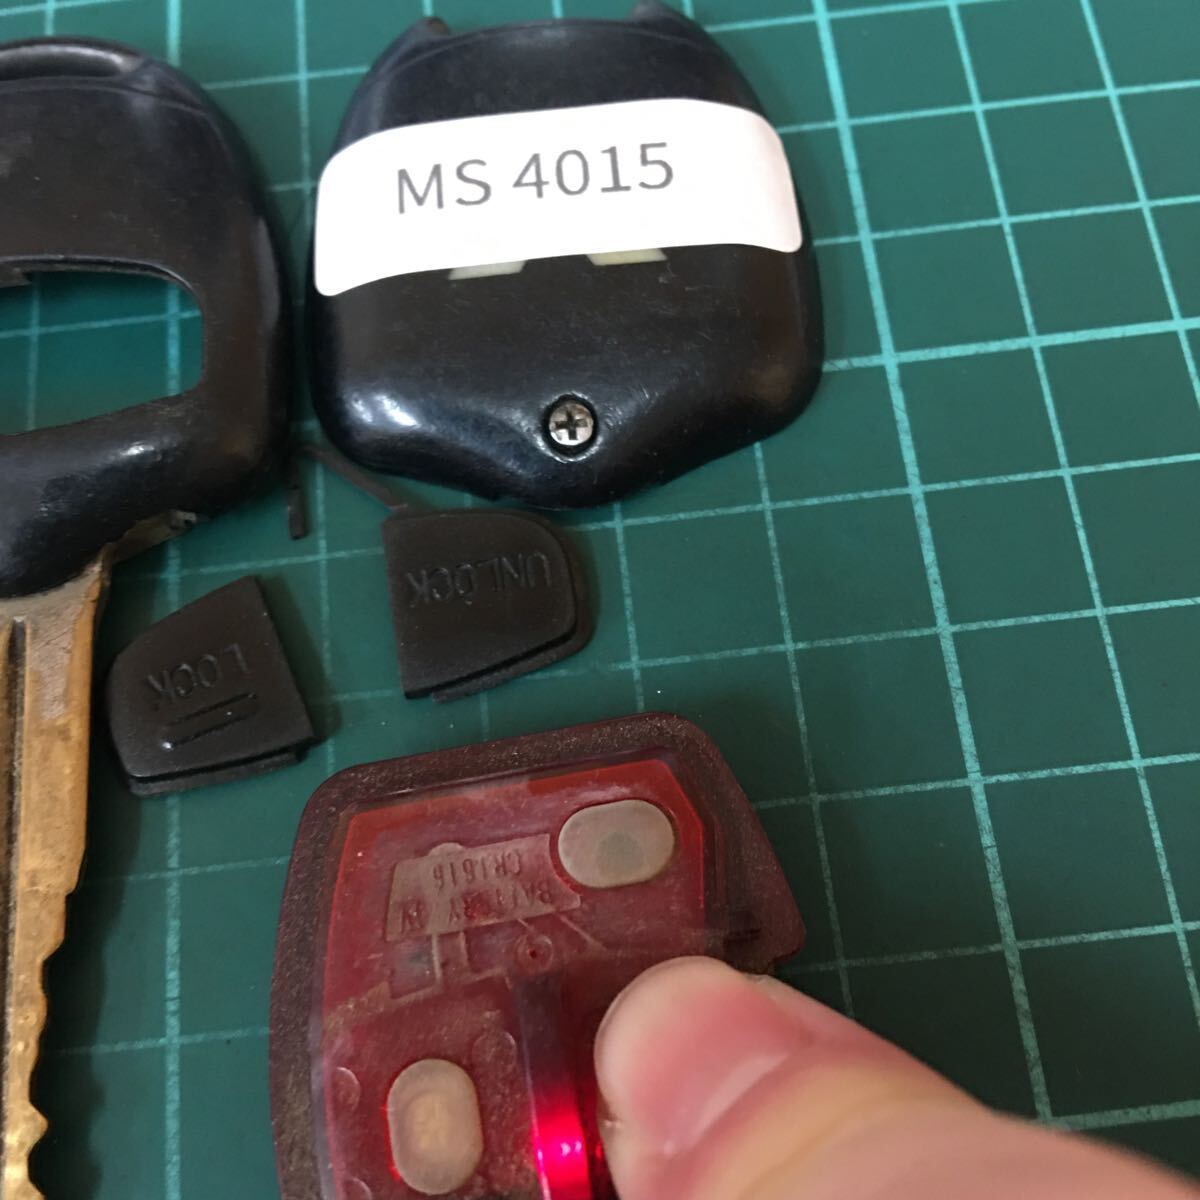 MS 4015
UNLOCK
LOCK
BATTERY 3V
CR1616